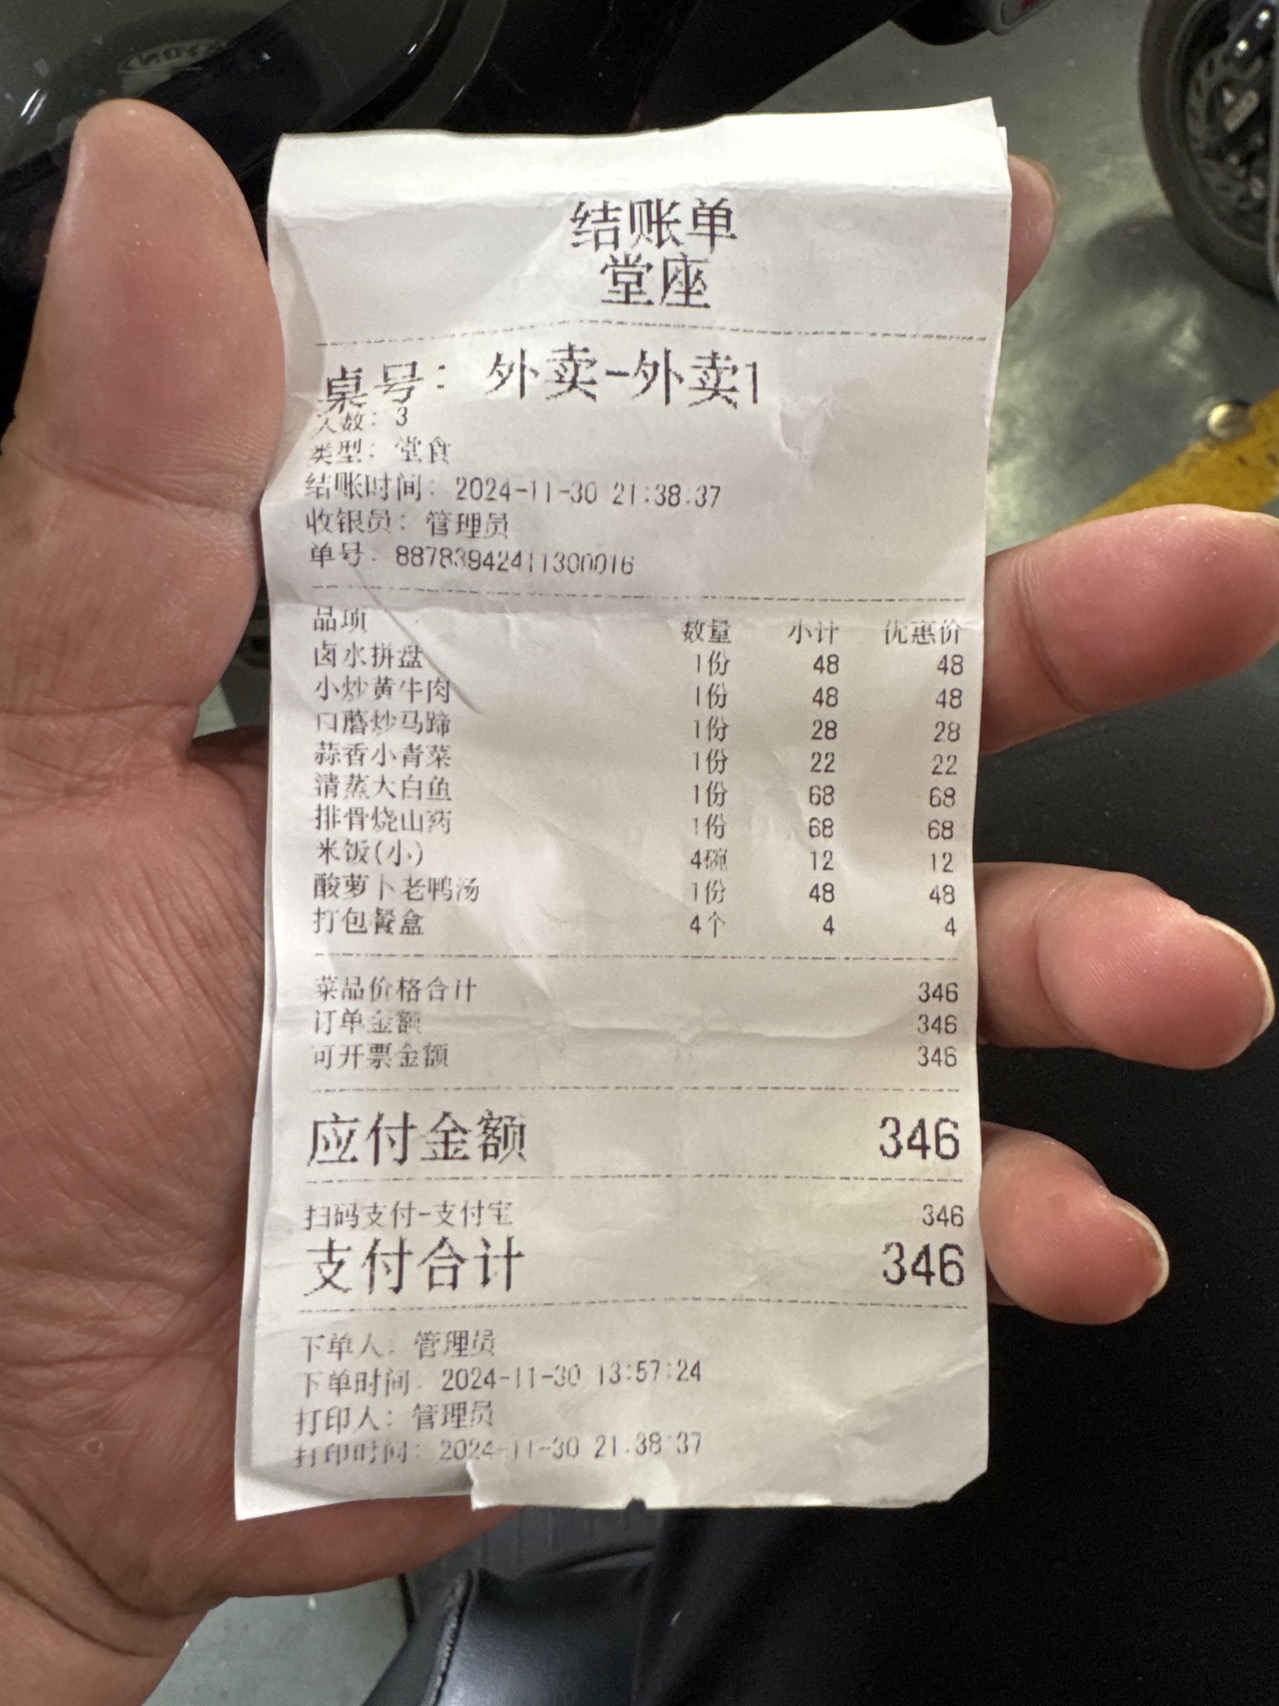 结账单
堂座
桌号: 外卖-外卖1
人数: 3
类型: 堂食
结账时间: 2024-11-30 21:38:37
收银员: 管理员
单号: 887839424113000​16
品项 数量 小计 优惠价
卤水拼盘 1份 48 48
小炒黄牛肉 1份 48 48
口蘑炒马蹄 1份 28 28
蒜香小青菜 1份 22 22
清蒸大白鱼 1份 68 68
排骨烧山药 1份 68 68
米饭(小) 4碗 12 12
酸萝卜老鸭汤 1份 48 48
打包餐盒 4个 4 4
菜品价格合计 346
订单金额 346
可开票金额 346
应付金额 346
扫码支付-支付宝 346
支付合计 346
下单人: 管理员
下单时间: 2024-11-30 13:57:24
打印人: 管理员
打印时间: 2024-11-30 21:38:37